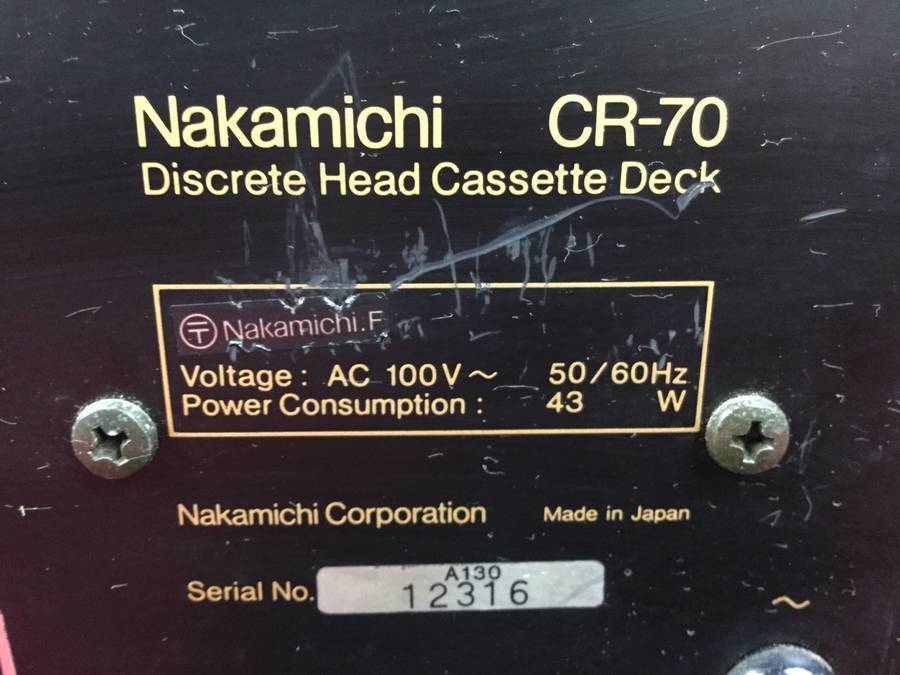 Nakamichi CR-70
Discrete Head Cassette Deck
〒 Nakamichi.F
Voltage : AC 100V ~ 50/60Hz
Power Consumption : 43 W
Nakamichi Corporation Made in Japan
A130
Serial No. 12316
~